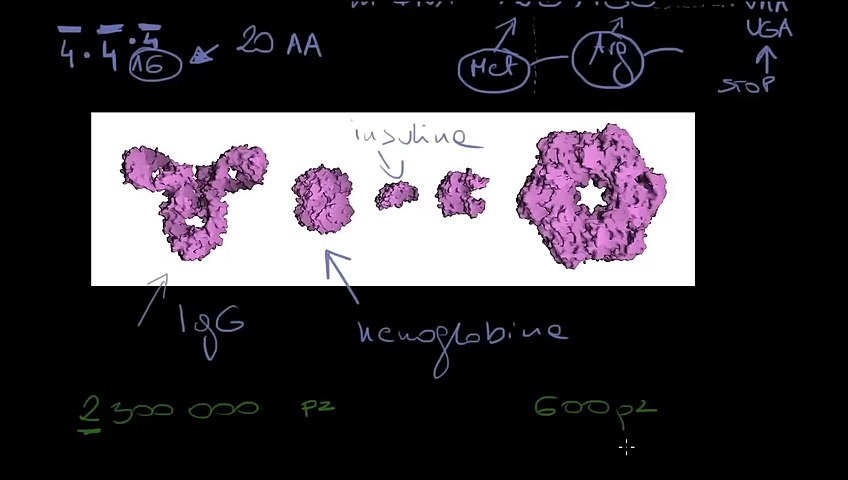 4 . 4 . 4
16
20 AA
UGA
Met
Arg
STOP
insuline
IgG
hemoglobine
2 300 000 pz
600 pz